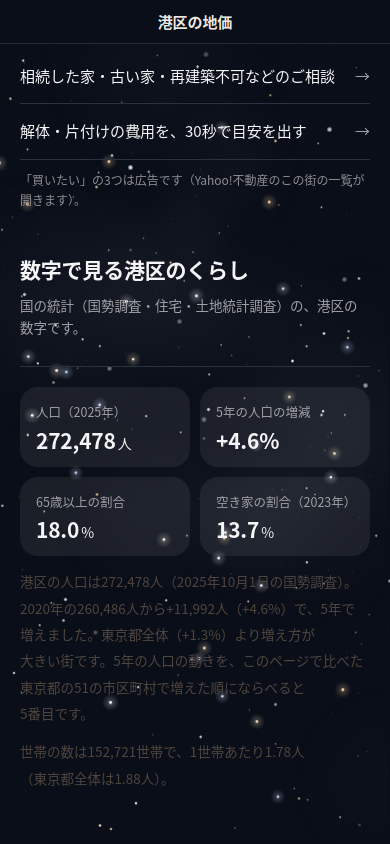 港区の地価
相続した家・古い家・再建築不可などのご相談 →
解体・片付けの費用を、30秒で目安を出す →
「買いたい」の3つは広告です（Yahoo!不動産のこの街の一覧が
開きます）。
数字で見る港区のくらし
国の統計（国勢調査・住宅・土地統計調査）の、港区の
数字です。
人口（2025年）
272,478人
5年の人口の増減
+4.6%
65歳以上の割合
18.0%
空き家の割合（2023年）
13.7%
港区の人口は272,478人（2025年10月1日の国勢調査）。
2020年の260,486人から+11,992人（+4.6%）で、5年で
増えました。東京都全体（+1.3%）より増え方が
大きい街です。5年の人口の動きを、このページで比べた
東京都の51の市区町村で増えた順にならべると
5番目です。
世帯の数は152,721世帯で、1世帯あたり1.78人
（東京都全体は1.88人）。